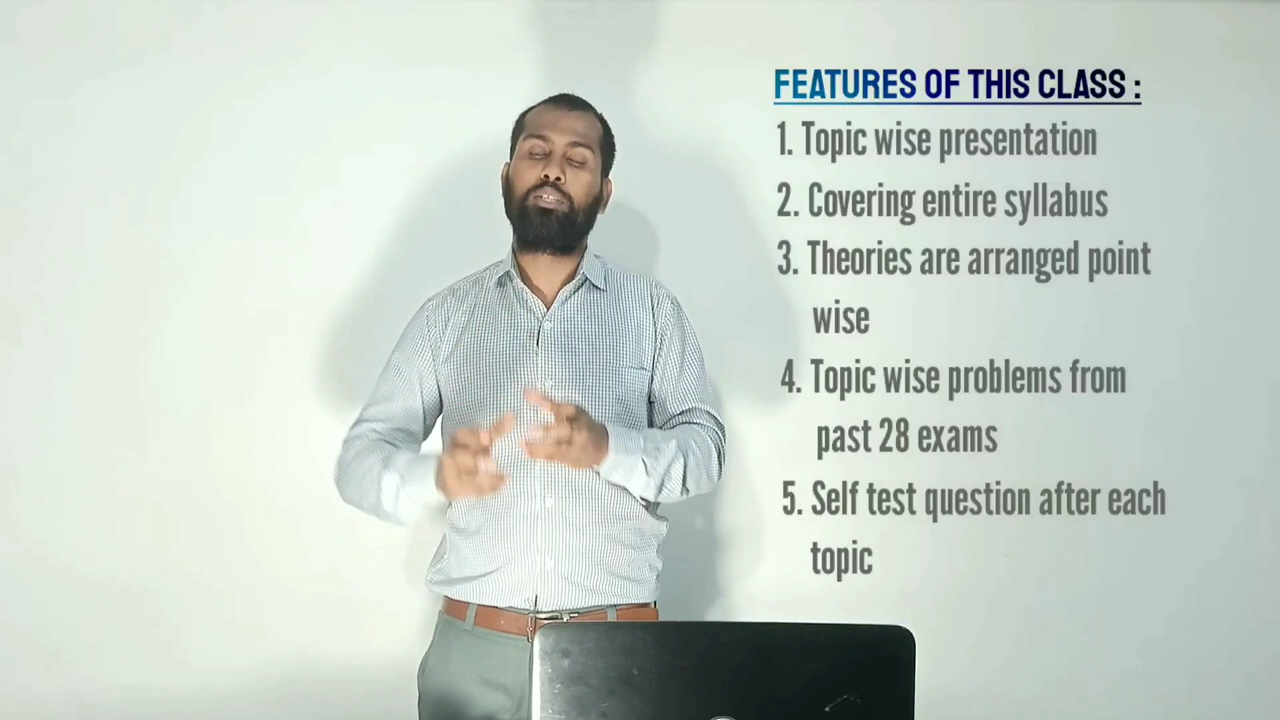 FEATURES OF THIS CLASS :
1. Topic wise presentation
2. Covering entire syllabus
3. Theories are arranged point
wise
4. Topic wise problems from
past 28 exams
5. Self test question after each
topic